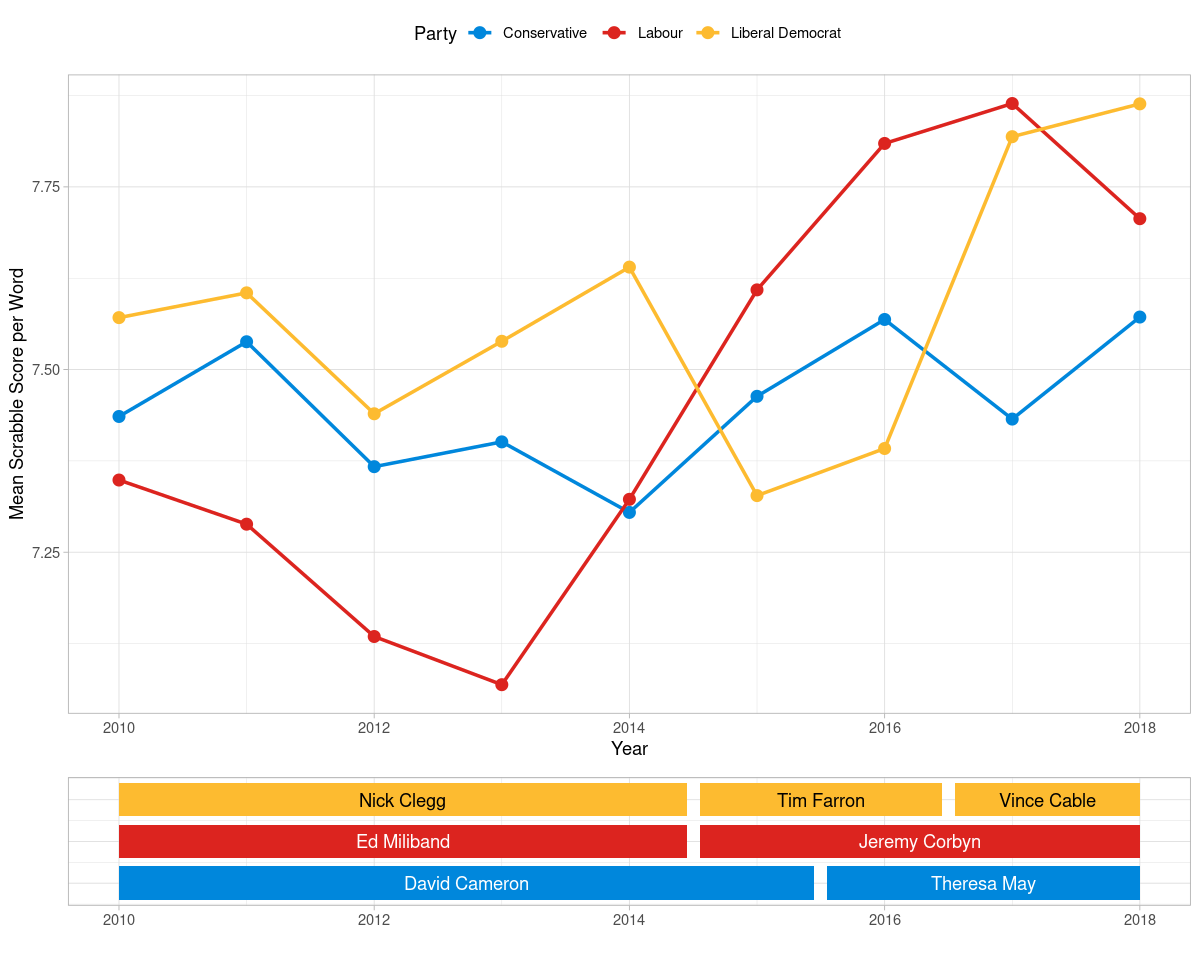 Party Conservative Labour Liberal Democrat
Mean Scrabble Score per Word
7.75
7.50
7.25
2010 2012 2014 2016 2018
Year
Nick Clegg Tim Farron Vince Cable
Ed Miliband Jeremy Corbyn
David Cameron Theresa May
2010 2012 2014 2016 2018